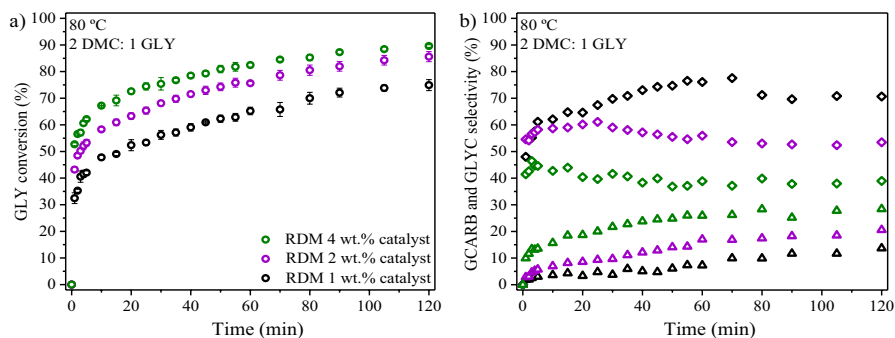 a)
80 ºC
2 DMC: 1 GLY
GLY conversion (%)
100
90
80
70
60
50
40
30
20
10
0
RDM 4 wt.% catalyst
RDM 2 wt.% catalyst
RDM 1 wt.% catalyst
0 20 40 60 80 100 120
Time (min)
b)
80 ºC
2 DMC: 1 GLY
GCARB and GLYC selectivity (%)
100
90
80
70
60
50
40
30
20
10
0
0 20 40 60 80 100 120
Time (min)